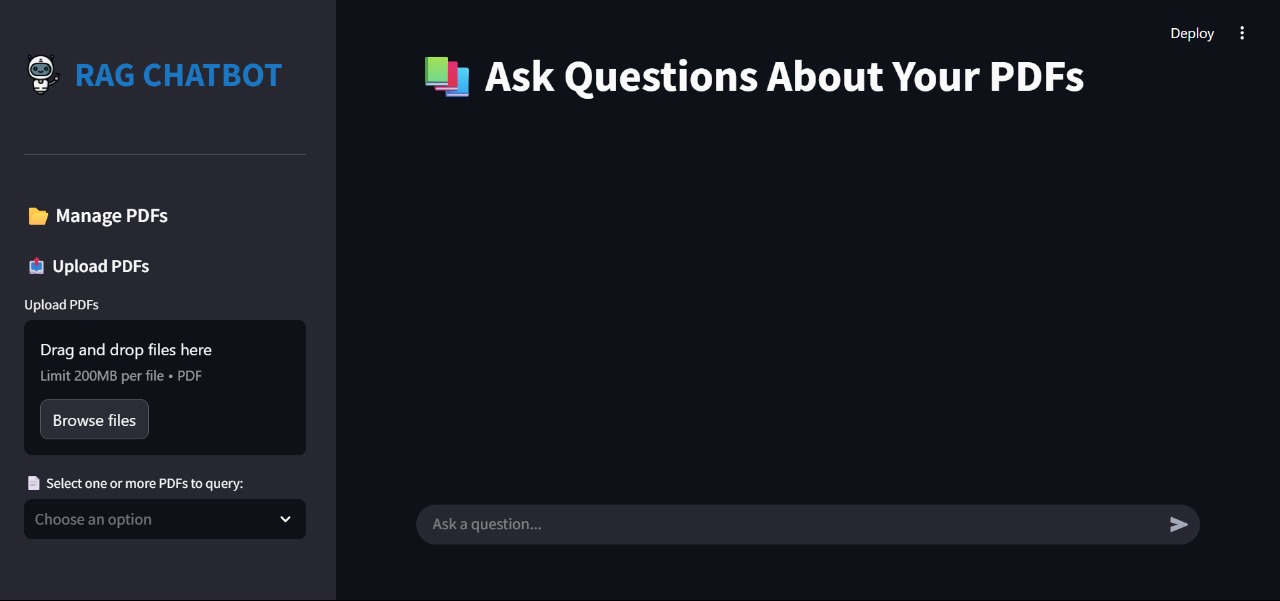 RAG CHATBOT
Manage PDFs
Upload PDFs
Upload PDFs
Drag and drop files here
Limit 200MB per file • PDF
Browse files
Select one or more PDFs to query:
Choose an option
Deploy
Ask Questions About Your PDFs
Ask a question...